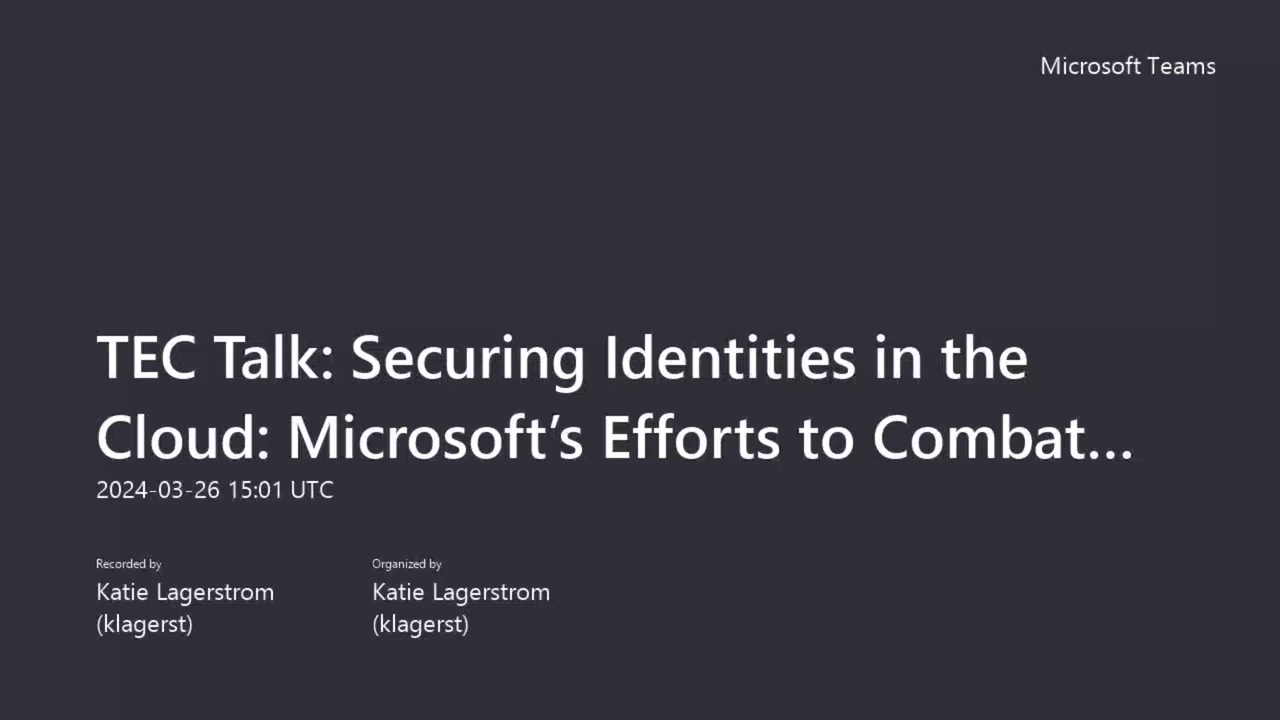 Microsoft Teams
TEC Talk: Securing Identities in the
Cloud: Microsoft’s Efforts to Combat...
2024-03-26 15:01 UTC
Recorded by
Organized by
Katie Lagerstrom
Katie Lagerstrom
(klagerst)
(klagerst)